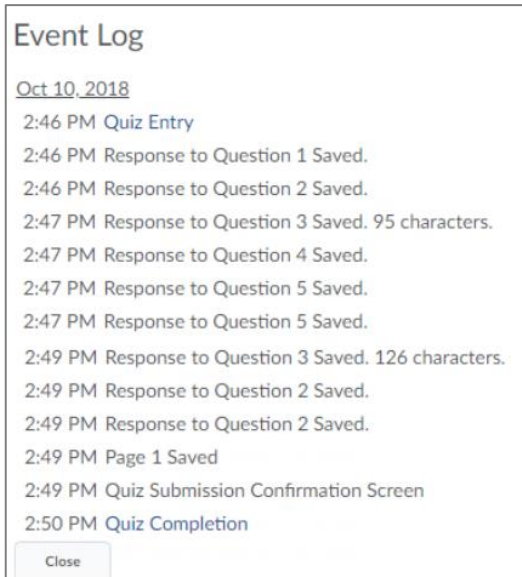 Event Log
Oct 10, 2018
2:46 PM Quiz Entry
2:46 PM Response to Question 1 Saved.
2:46 PM Response to Question 2 Saved.
2:47 PM Response to Question 3 Saved. 95 characters.
2:47 PM Response to Question 4 Saved.
2:47 PM Response to Question 5 Saved.
2:47 PM Response to Question 5 Saved.
2:49 PM Response to Question 3 Saved. 126 characters.
2:49 PM Response to Question 2 Saved.
2:49 PM Response to Question 2 Saved.
2:49 PM Page 1 Saved
2:49 PM Quiz Submission Confirmation Screen
2:50 PM Quiz Completion
Close